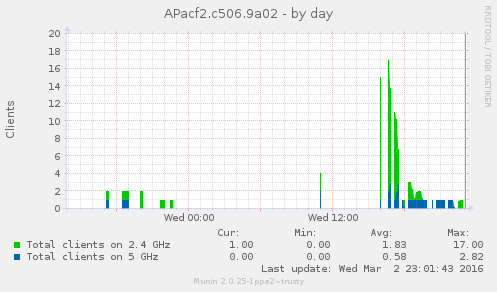 APacf2.c506.9a02 - by day
RRDTOOL / TOBI OETIKER
Clients
20
18
16
14
12
10
8
6
4
2
0
Wed 00:00 Wed 12:00
Cur: Min: Avg: Max:
Total clients on 2.4 GHz 1.00 0.00 1.83 17.00
Total clients on 5 GHz 0.00 0.00 0.58 2.82
Last update: Wed Mar 2 23:01:43 2016
Munin 2.0.25-1ppa2~trusty